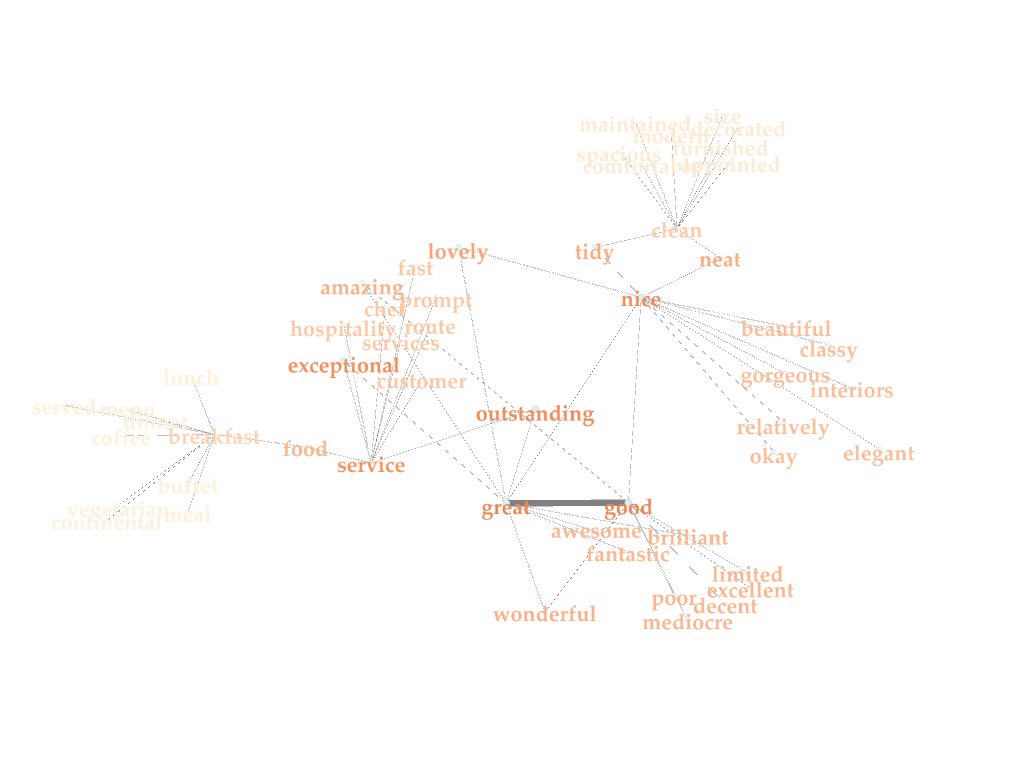 size
maintained
decorated
modern
furnished
spacious
comfortable
appointed
clean
lovely
tidy
neat
fast
amazing
prompt
nice
chef
hospitality
route
beautiful
services
classy
exceptional
gorgeous
lunch
customer
interiors
served
menu
outstanding
dinner
relatively
coffee
breakfast
food
elegant
okay
service
buffet
great
good
vegetarian
meal
continental
awesome
brilliant
fantastic
limited
excellent
poor
decent
wonderful
mediocre